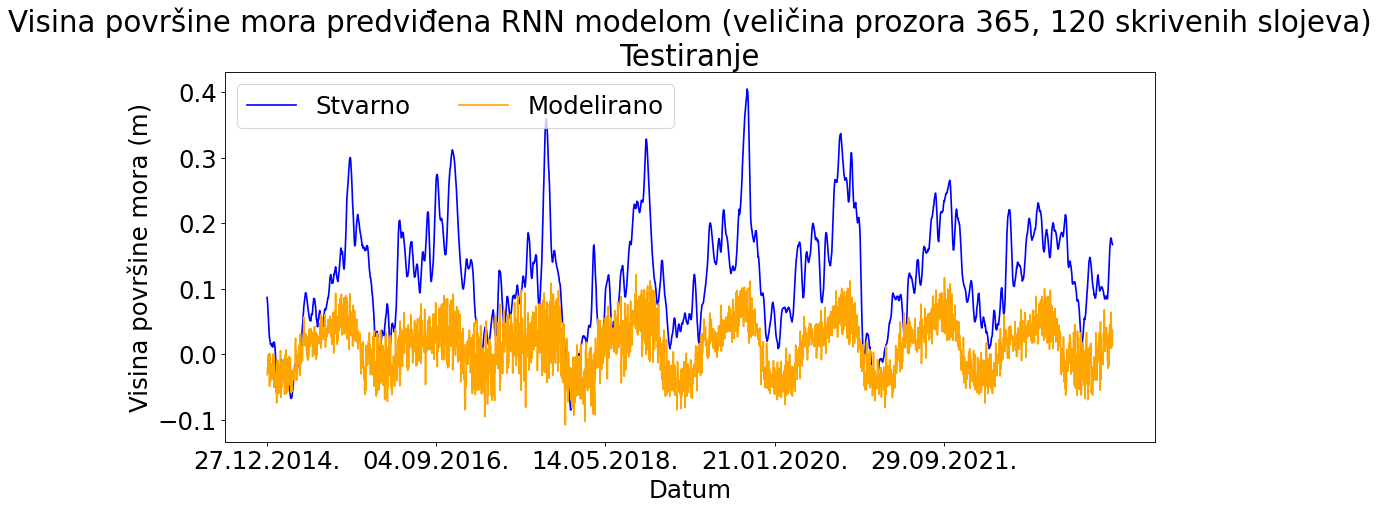 Visina površine mora predviđena RNN modelom (veličina prozora 365, 120 skrivenih slojeva)
Testiranje
Stvarno Modelirano
Visina površine mora (m)
0.4
0.3
0.2
0.1
0.0
−0.1
27.12.2014. 04.09.2016. 14.05.2018. 21.01.2020. 29.09.2021.
Datum